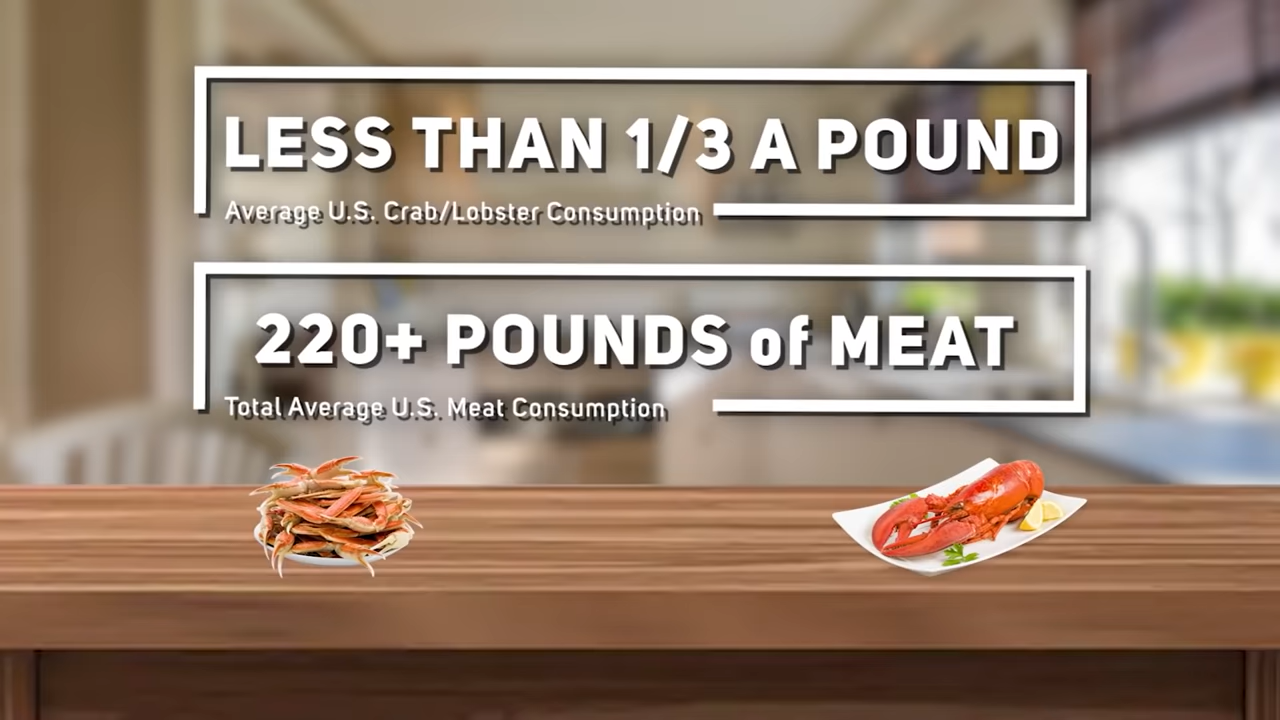 LESS THAN 1/3 A POUND
Average U.S. Crab/Lobster Consumption
220+ POUNDS of MEAT
Total Average U.S. Meat Consumption